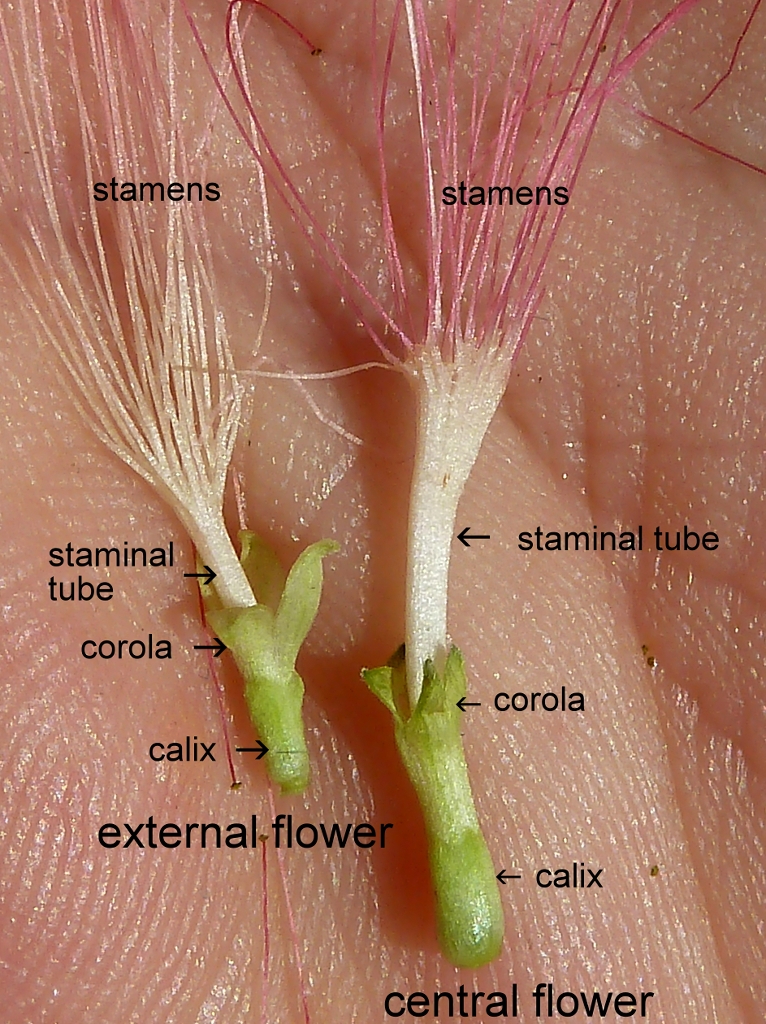 stamens
stamens
staminal tube
staminal
tube
corola
corola
calix
external flower
calix
central flower